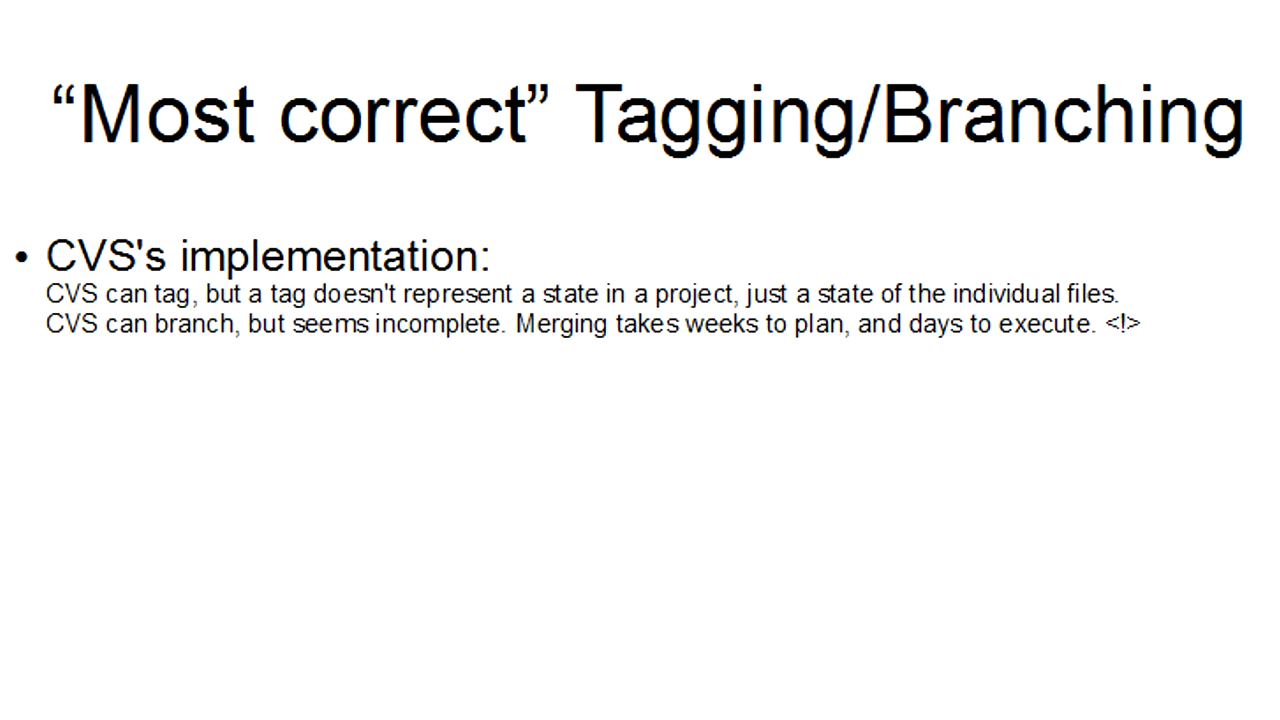 “Most correct” Tagging/Branching
• CVS's implementation:
CVS can tag, but a tag doesn't represent a state in a project, just a state of the individual files.
CVS can branch, but seems incomplete. Merging takes weeks to plan, and days to execute. <!>